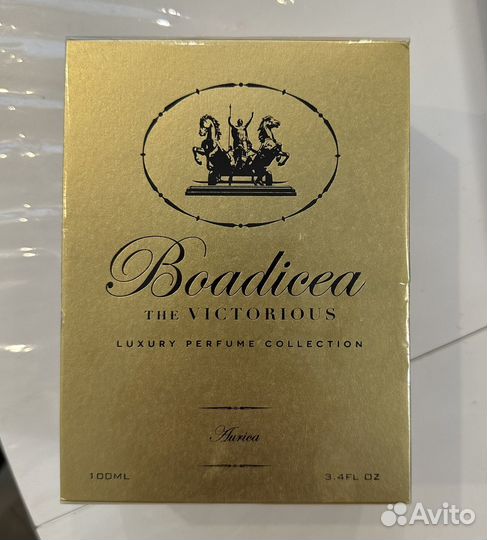 Boadicea
THE VICTORIOUS
LUXURY PERFUME COLLECTION
Aurica
100ML 3.4FL OZ
Avito